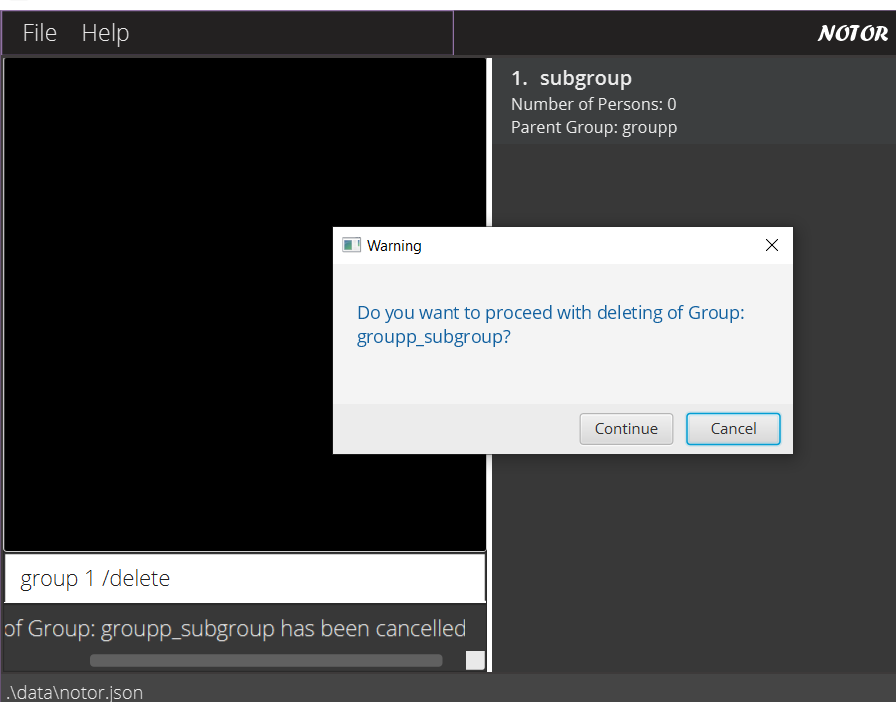 File Help
NOTOR
1. subgroup
Number of Persons: 0
Parent Group: groupp
Warning
Do you want to proceed with deleting of Group:
groupp_subgroup?
Continue Cancel
group 1 /delete
of Group: groupp_subgroup has been cancelled
.\data\notor.json